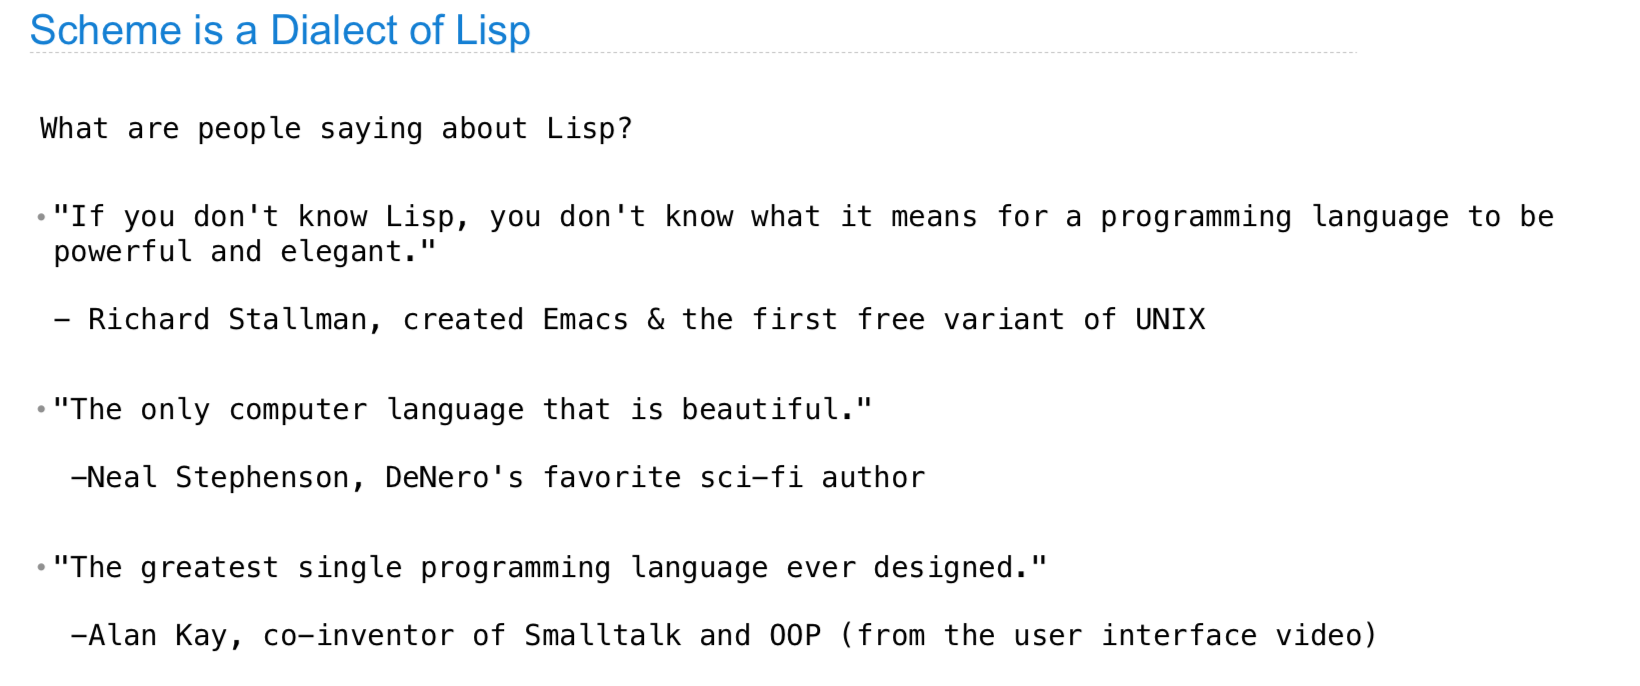 Scheme is a Dialect of Lisp
What are people saying about Lisp?
•"If you don't know Lisp, you don't know what it means for a programming language to be
powerful and elegant."
– Richard Stallman, created Emacs & the first free variant of UNIX
•"The only computer language that is beautiful."
–Neal Stephenson, DeNero's favorite sci–fi author
•"The greatest single programming language ever designed."
–Alan Kay, co–inventor of Smalltalk and OOP (from the user interface video)